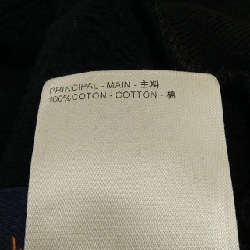 PRINCIPAL - MAIN - 主料
100%COTON - COTTON - 棉